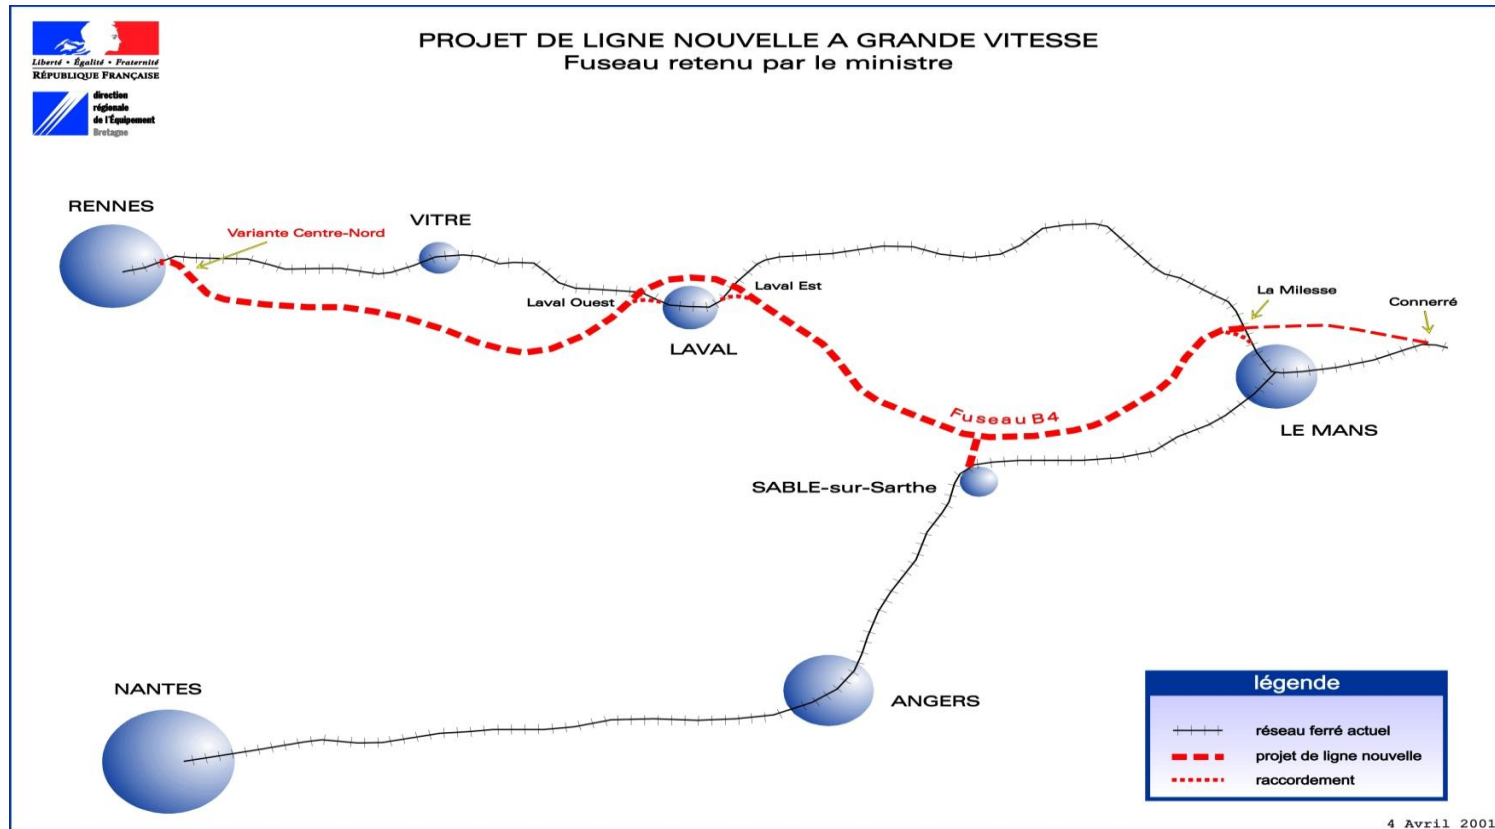 PROJET DE LIGNE NOUVELLE A GRANDE VITESSE
Fuseau retenu par le ministre
Liberté • Égalité • Fraternité
RÉPUBLIQUE FRANÇAISE
direction
régionale
de l'Équipement
Bretagne
RENNES
Variante Centre-Nord
VITRE
Laval Ouest
Laval Est
LAVAL
La Milesse
Connerré
Fuseau B4
LE MANS
SABLE-sur-Sarthe
NANTES
ANGERS
légende
réseau ferré actuel
projet de ligne nouvelle
raccordement
4 Avril 2001